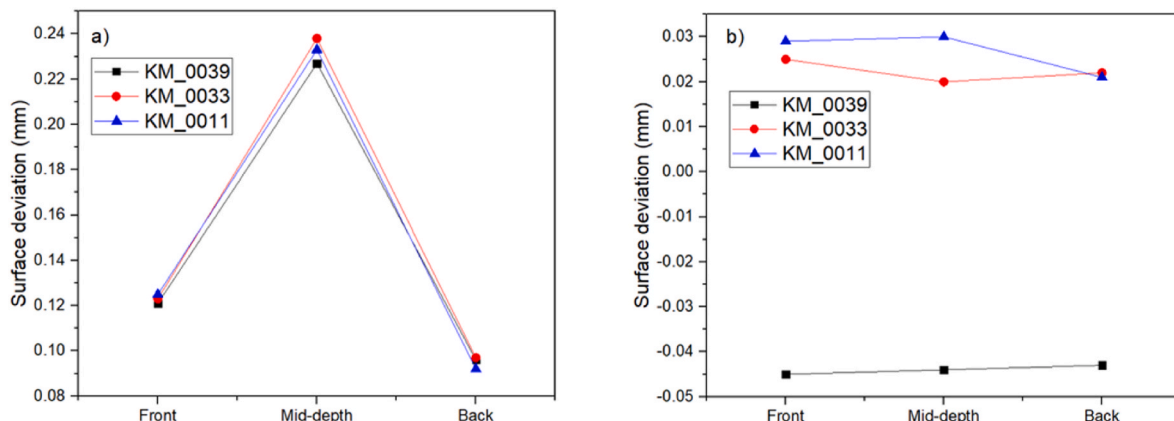 a)
KM_0039
KM_0033
KM_0011
Surface deviation (mm)
0.24
0.22
0.20
0.18
0.16
0.14
0.12
0.10
0.08
Front
Mid-depth
Back
b)
KM_0039
KM_0033
KM_0011
Surface deviation (mm)
0.03
0.02
0.01
0.00
-0.01
-0.02
-0.03
-0.04
-0.05
Front
Mid-depth
Back